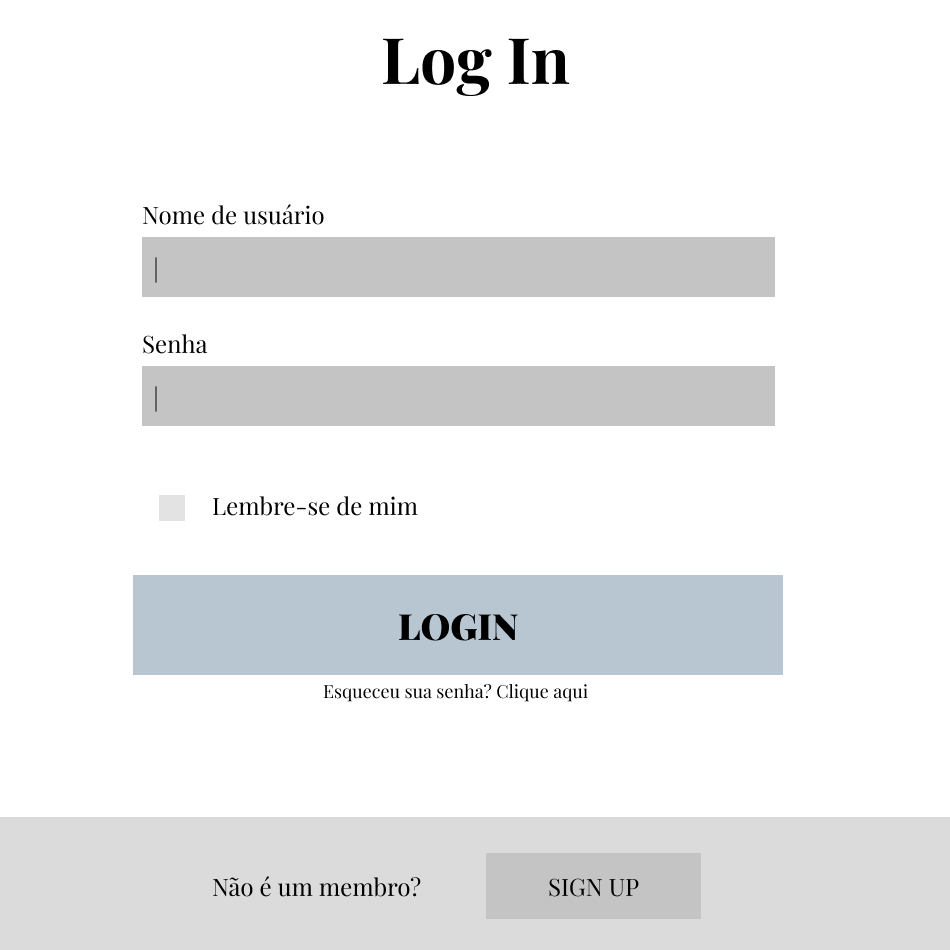 Log In
Nome de usuário
Senha
Lembre-se de mim
LOGIN
Esqueceu sua senha? Clique aqui
Não é um membro? SIGN UP